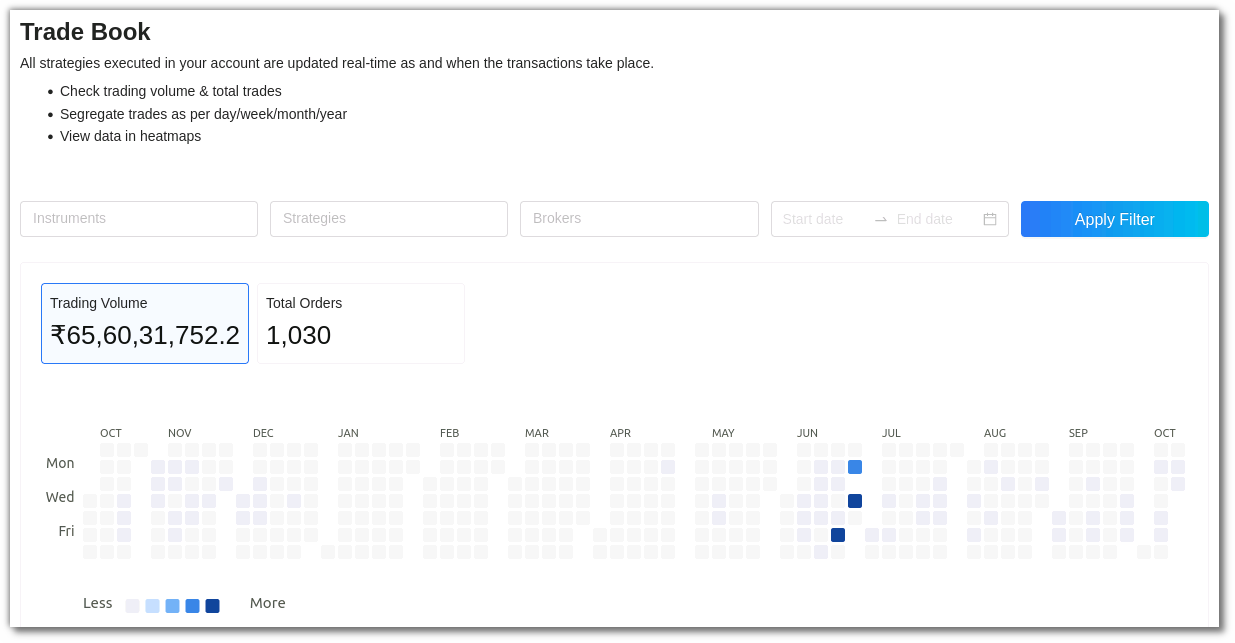 Trade Book
All strategies executed in your account are updated real-time as and when the transactions take place.
• Check trading volume & total trades
• Segregate trades as per day/week/month/year
• View data in heatmaps
Instruments Strategies Brokers Start date → End date Apply Filter
Trading Volume Total Orders
₹65,60,31,752.2 1,030
OCT NOV DEC JAN FEB MAR APR MAY JUN JUL AUG SEP OCT
Mon
Wed
Fri
Less More